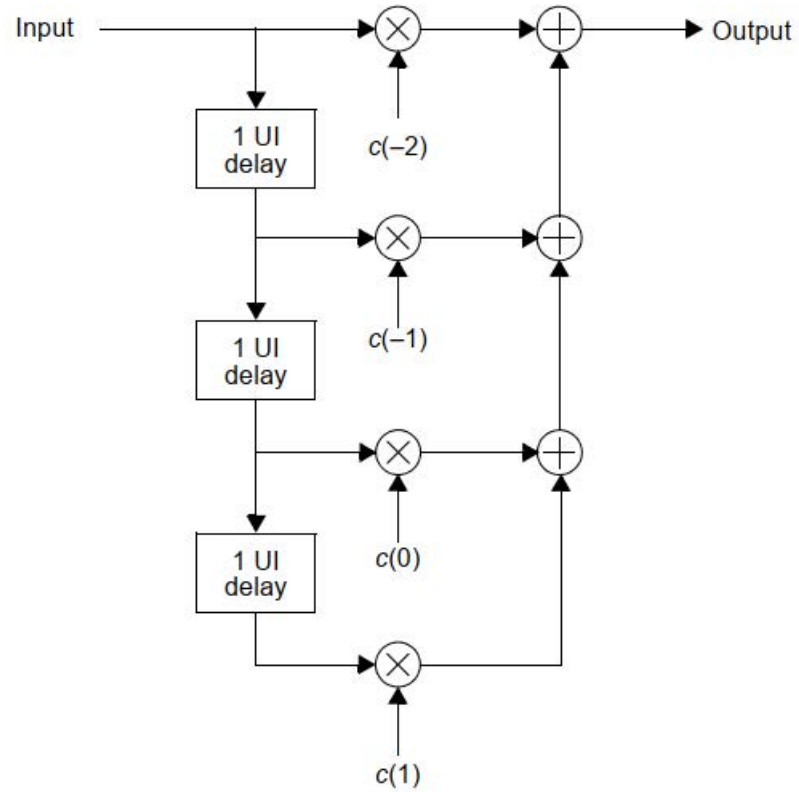 Input
Output
1 UI
delay
c(–2)
1 UI
delay
c(–1)
1 UI
delay
c(0)
c(1)